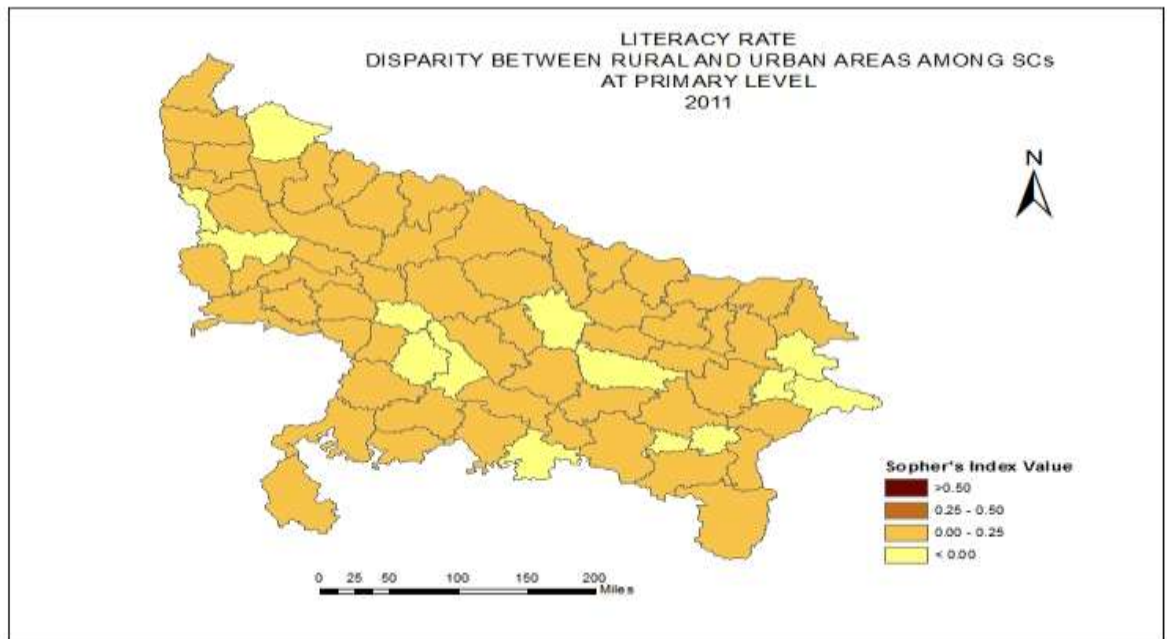 LITERACY RATE
DISPARITY BETWEEN RURAL AND URBAN AREAS AMONG SCs
AT PRIMARY LEVEL
2011
N
Sopher's Index Value
>0.50
0.25 - 0.50
0.00 - 0.25
< 0.00
0 25 50 100 150 200
Miles